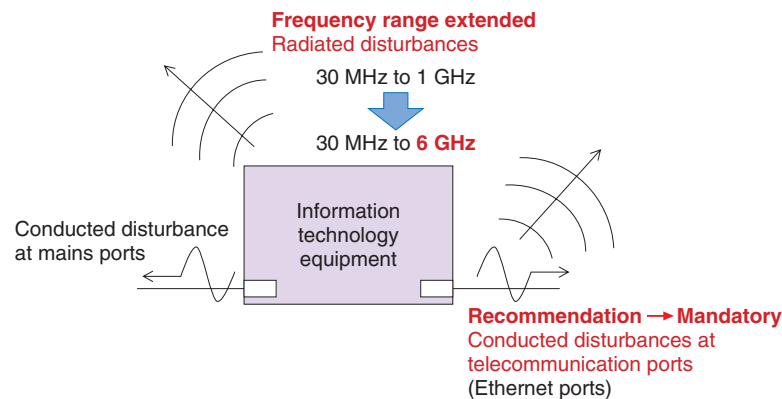 Frequency range extended
Radiated disturbances
30 MHz to 1 GHz
30 MHz to 6 GHz
Information
technology
equipment
Conducted disturbance
at mains ports
Recommendation → Mandatory
Conducted disturbances at
telecommunication ports
(Ethernet ports)